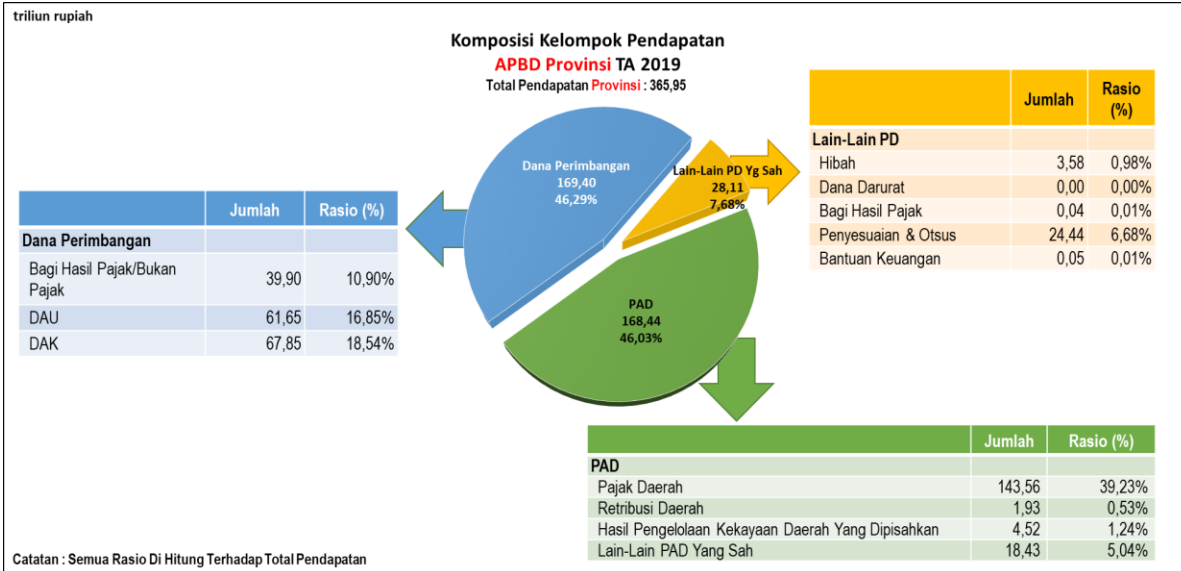 triliun rupiah
Komposisi Kelompok Pendapatan
APBD Provinsi TA 2019
Total Pendapatan Provinsi : 365,95
Dana Perimbangan
169,40
46,29%
Lain-Lain PD Yg Sah
28,11
7,68%
PAD
168,44
46,03%
Jumlah Rasio (%)
Dana Perimbangan
Bagi Hasil Pajak/Bukan
Pajak 39,90 10,90%
DAU 61,65 16,85%
DAK 67,85 18,54%
Jumlah Rasio
(%)
Lain-Lain PD
Hibah 3,58 0,98%
Dana Darurat 0,00 0,00%
Bagi Hasil Pajak 0,04 0,01%
Penyesuaian & Otsus 24,44 6,68%
Bantuan Keuangan 0,05 0,01%
Jumlah Rasio (%)
PAD
Pajak Daerah 143,56 39,23%
Retribusi Daerah 1,93 0,53%
Hasil Pengelolaan Kekayaan Daerah Yang Dipisahkan 4,52 1,24%
Lain-Lain PAD Yang Sah 18,43 5,04%
Catatan : Semua Rasio Di Hitung Terhadap Total Pendapatan